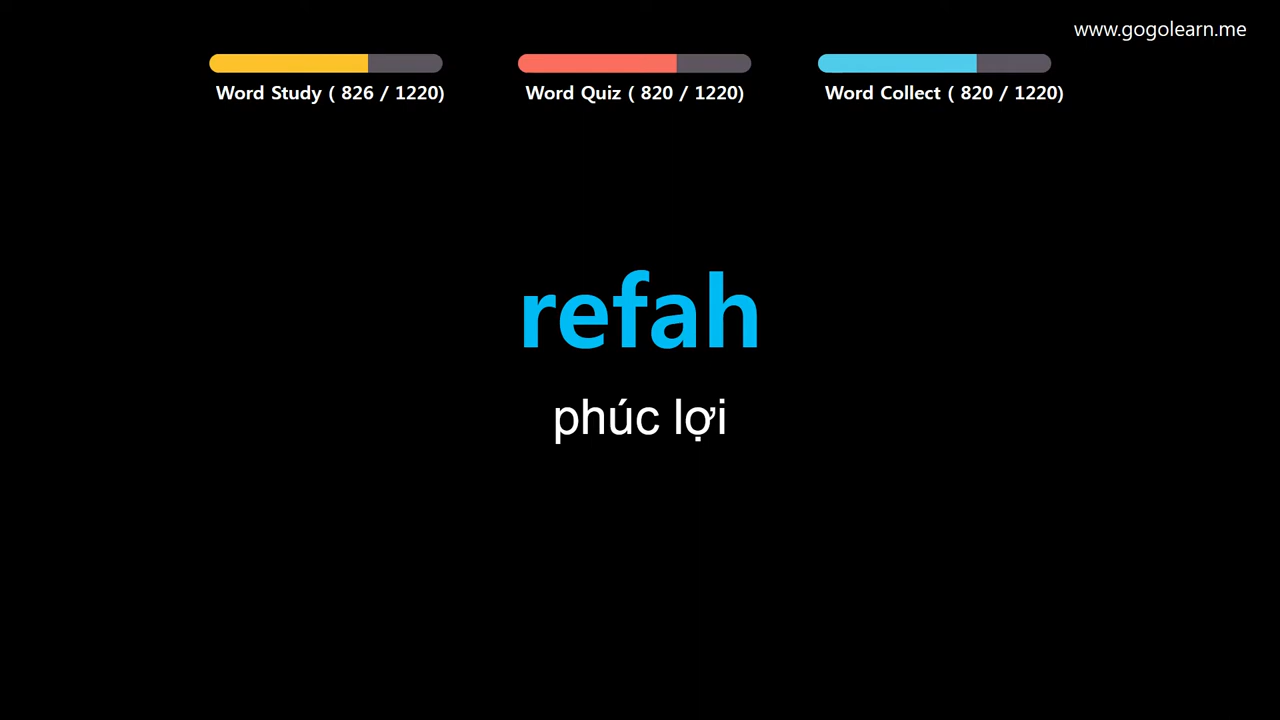 www.gogolearn.me
Word Study ( 826 / 1220)
Word Quiz ( 820 / 1220)
Word Collect ( 820 / 1220)
refah
phúc lợi